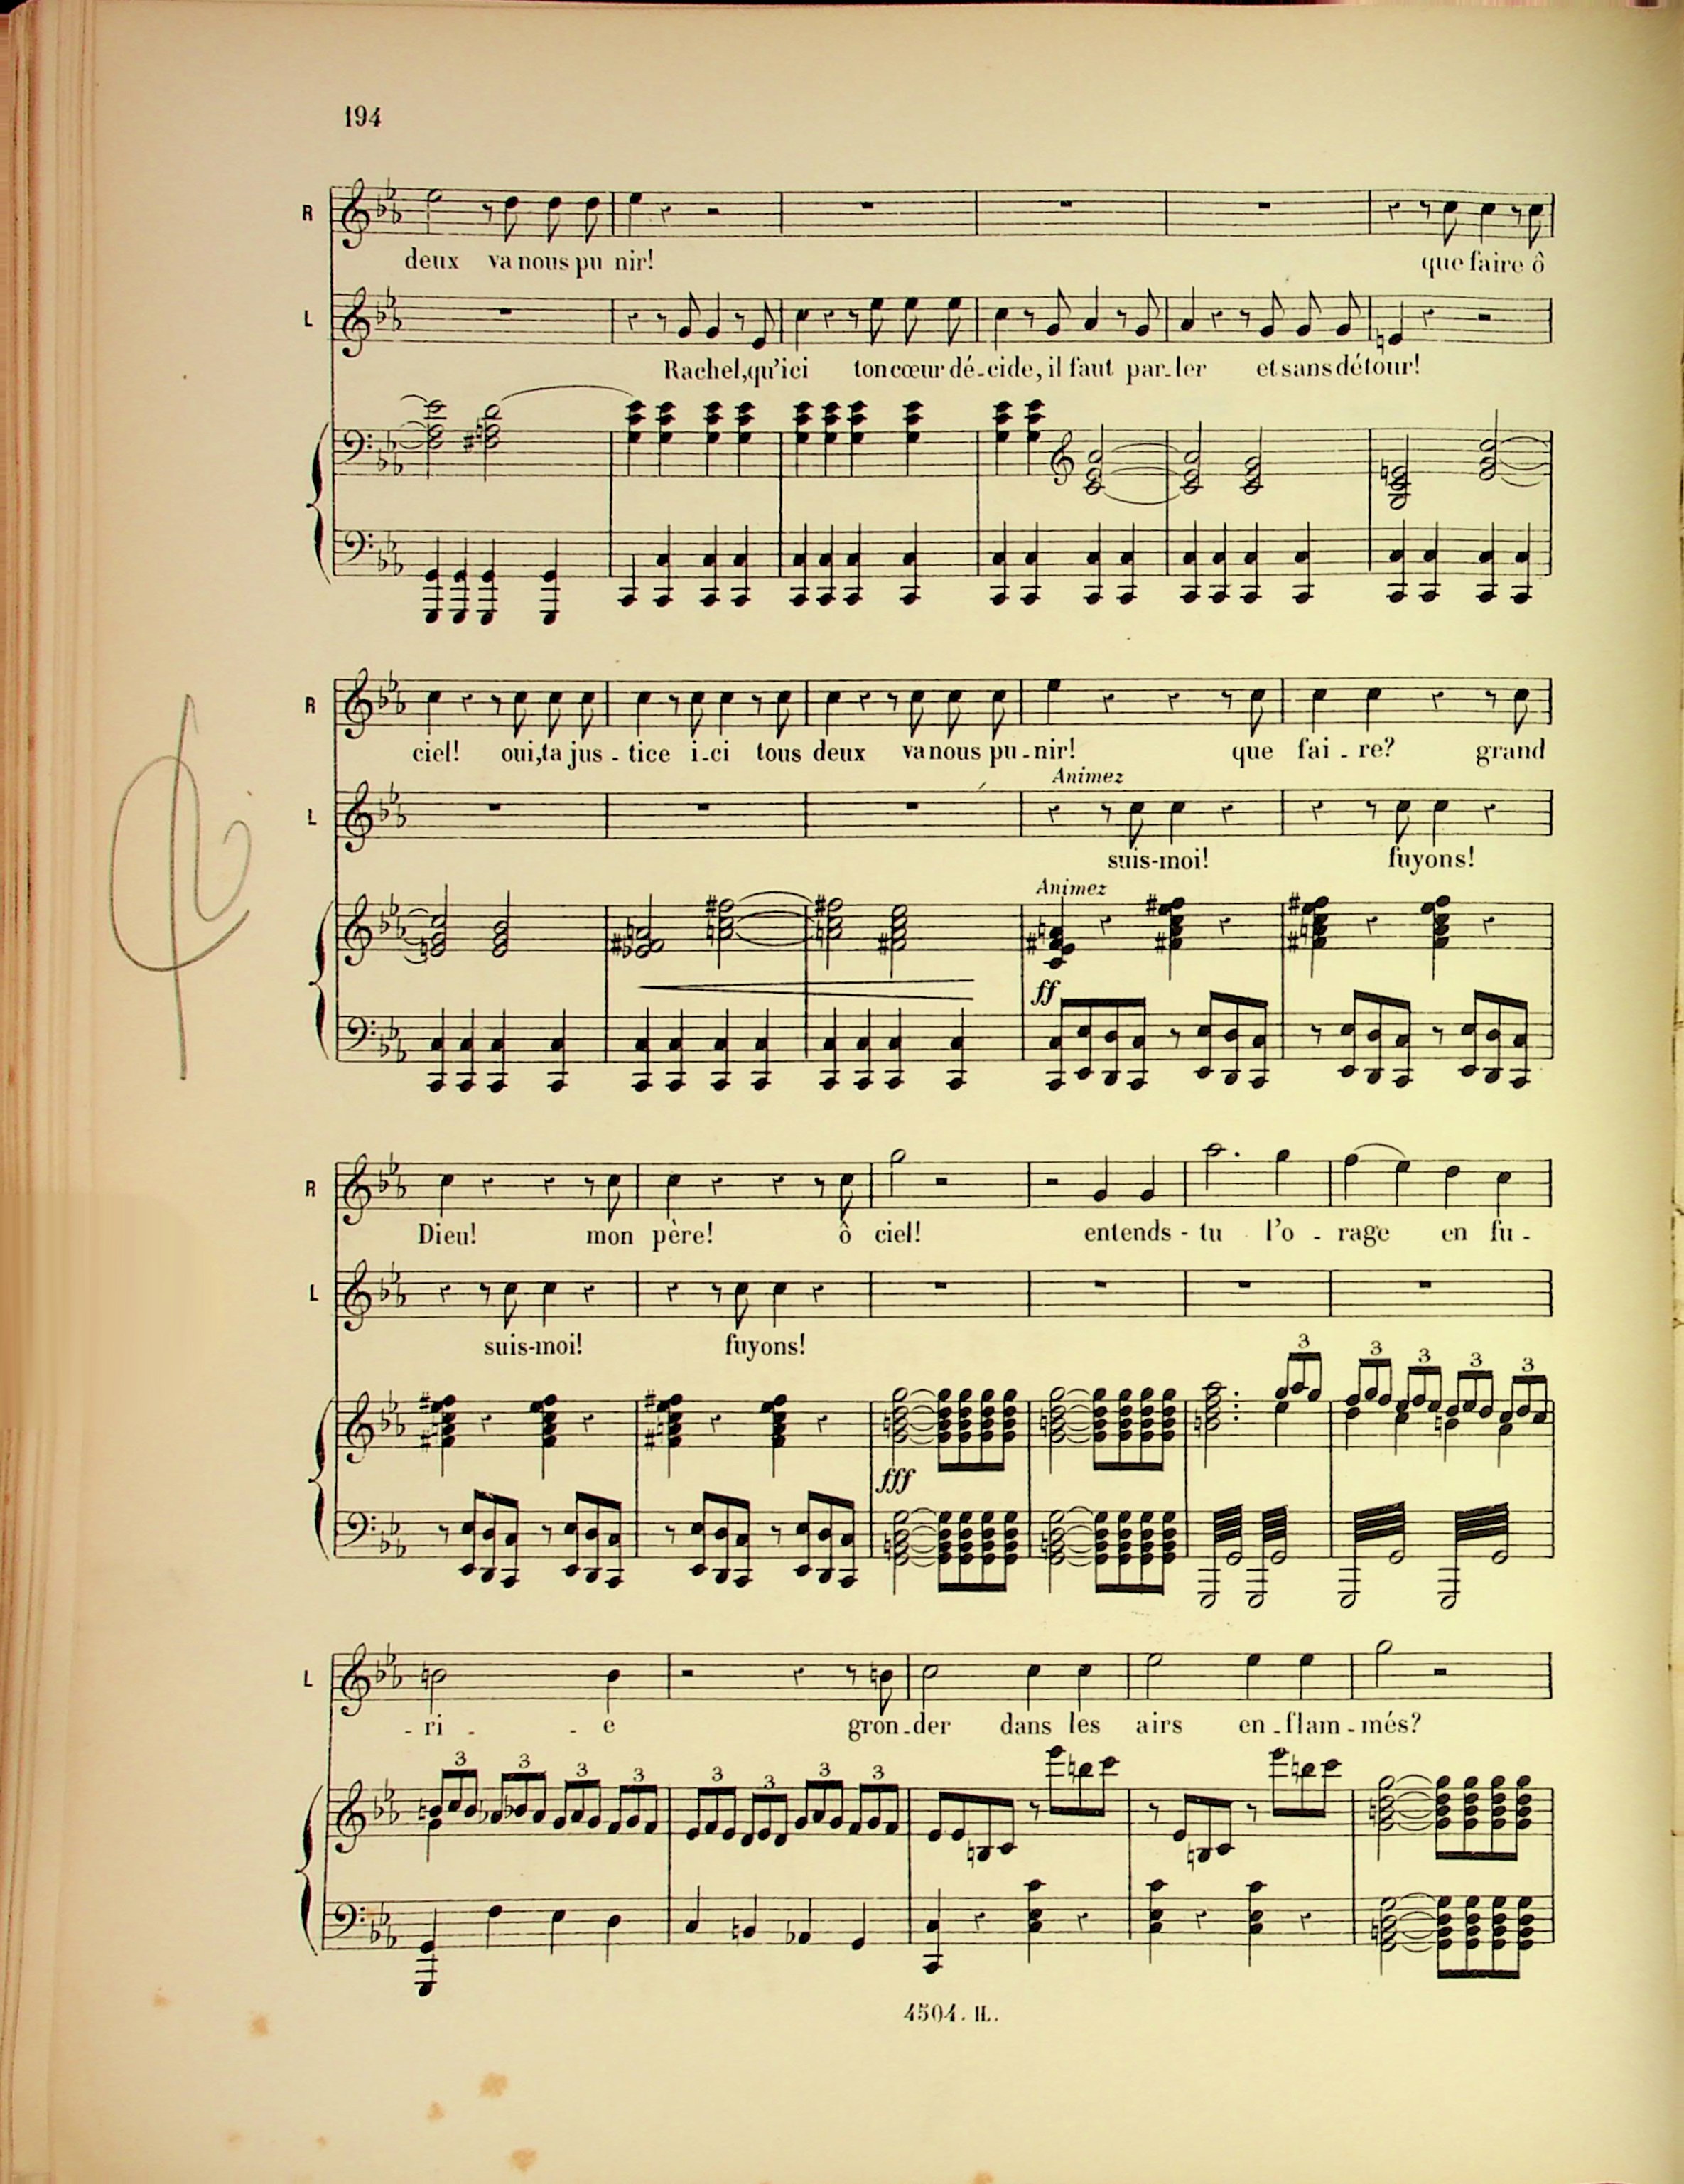 194
R
deux va nous pu nir! que faire ô
L
Rachel, qu'ici ton cœur dé-cide, il faut par-ler et sans détour!
R
ciel! oui, ta jus-tice i-ci tous deux va nous pu-nir! que fai-re? grand
Animez
L
suis-moi! fuyons!
Animez
ff
R
Dieu! mon père! ô ciel! entends-tu l'o-rage en fu-
L
suis-moi! fuyons!
3 3 3 3 3
fff
L
-ri - - e gron-der dans les airs en-flam-més?
3 3 3 3 3 3 3 3
4504. H.